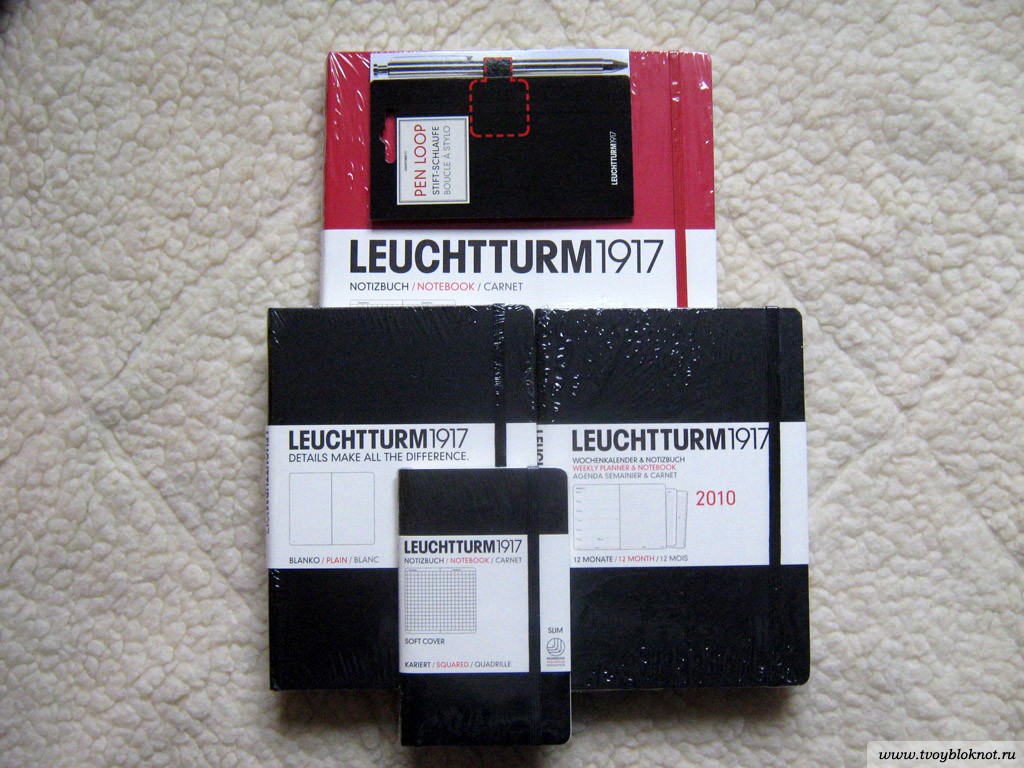 PEN LOOP
STIFT-SCHLAUFE
BOUCLE À STYLO
LEUCHTTURM1917
LEUCHTTURM1917
NOTIZBUCH / NOTEBOOK / CARNET
LEUCHTTURM1917
DETAILS MAKE ALL THE DIFFERENCE.
BLANKO / PLAIN / BLANC
LEUCHTTURM1917
WOCHENKALENDER & NOTIZBUCH
WEEKLY PLANNER & NOTEBOOK
AGENDA SEMAINIER & CARNET
2010
12 MONATE / 12 MONTH / 12 MOIS
LEUCHTTURM1917
NOTIZBUCH / NOTEBOOK / CARNET
SOFT COVER
KARIERT / SQUARED / QUADRILLE
SLIM
www.tvoybloknot.ru